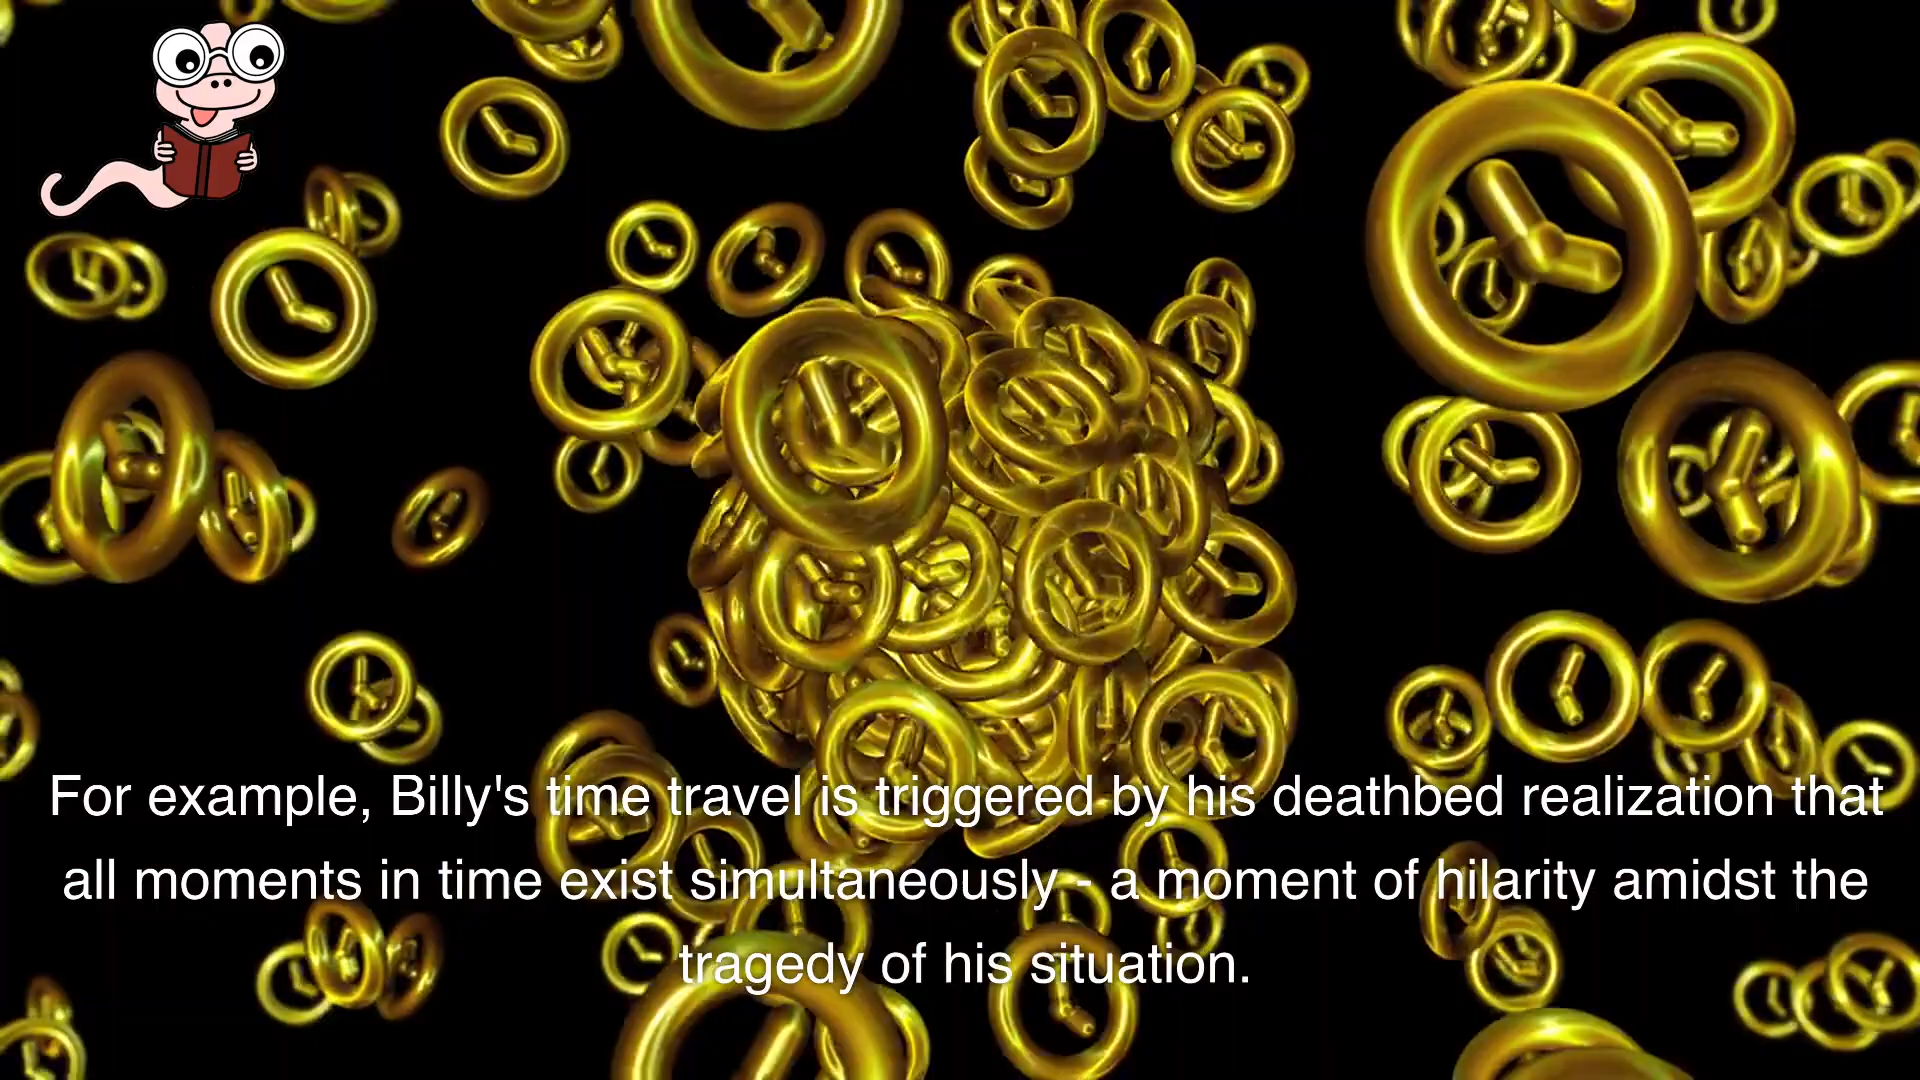 For example, Billy's time travel is triggered by his deathbed realization that
all moments in time exist simultaneously - a moment of hilarity amidst the
tragedy of his situation.